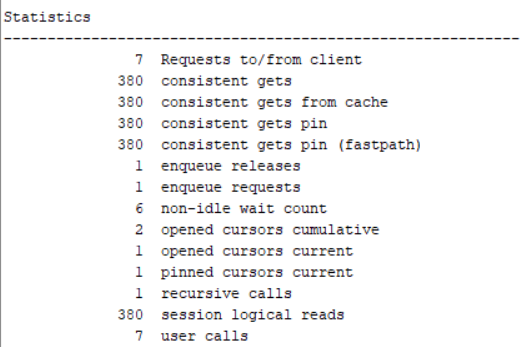 Statistics
-----------------------------------------------------------
7 Requests to/from client
380 consistent gets
380 consistent gets from cache
380 consistent gets pin
380 consistent gets pin (fastpath)
1 enqueue releases
1 enqueue requests
6 non-idle wait count
2 opened cursors cumulative
1 opened cursors current
1 pinned cursors current
1 recursive calls
380 session logical reads
7 user calls